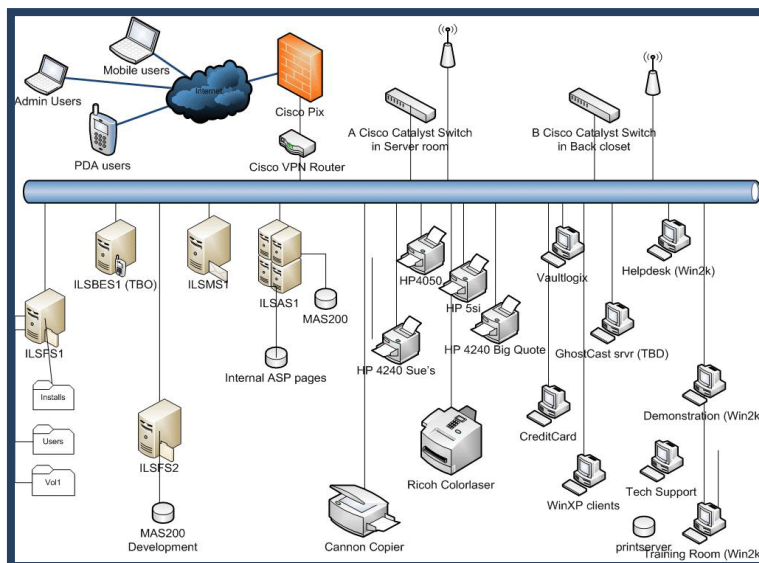 Mobile users
Internet
Admin Users
Cisco Pix
PDA users
Cisco VPN Router
A Cisco Catalyst Switch
in Server room
B Cisco Catalyst Switch
in Back closet
ILSBES1 (TBO)
ILSMS1
ILSAS1
MAS200
HP4050
HP 5si
Vaultlogix
Helpdesk (Win2k)
ILSFS1
Internal ASP pages
HP 4240 Sue's
HP 4240 Big Quote
GhostCast srvr (TBD)
Installs
Users
Vol1
ILSFS2
MAS200
Development
Cannon Copier
Ricoh Colorlaser
CreditCard
Demonstration (Win2k
WinXP clients
Tech Support
printserver
Training Room (Win2k